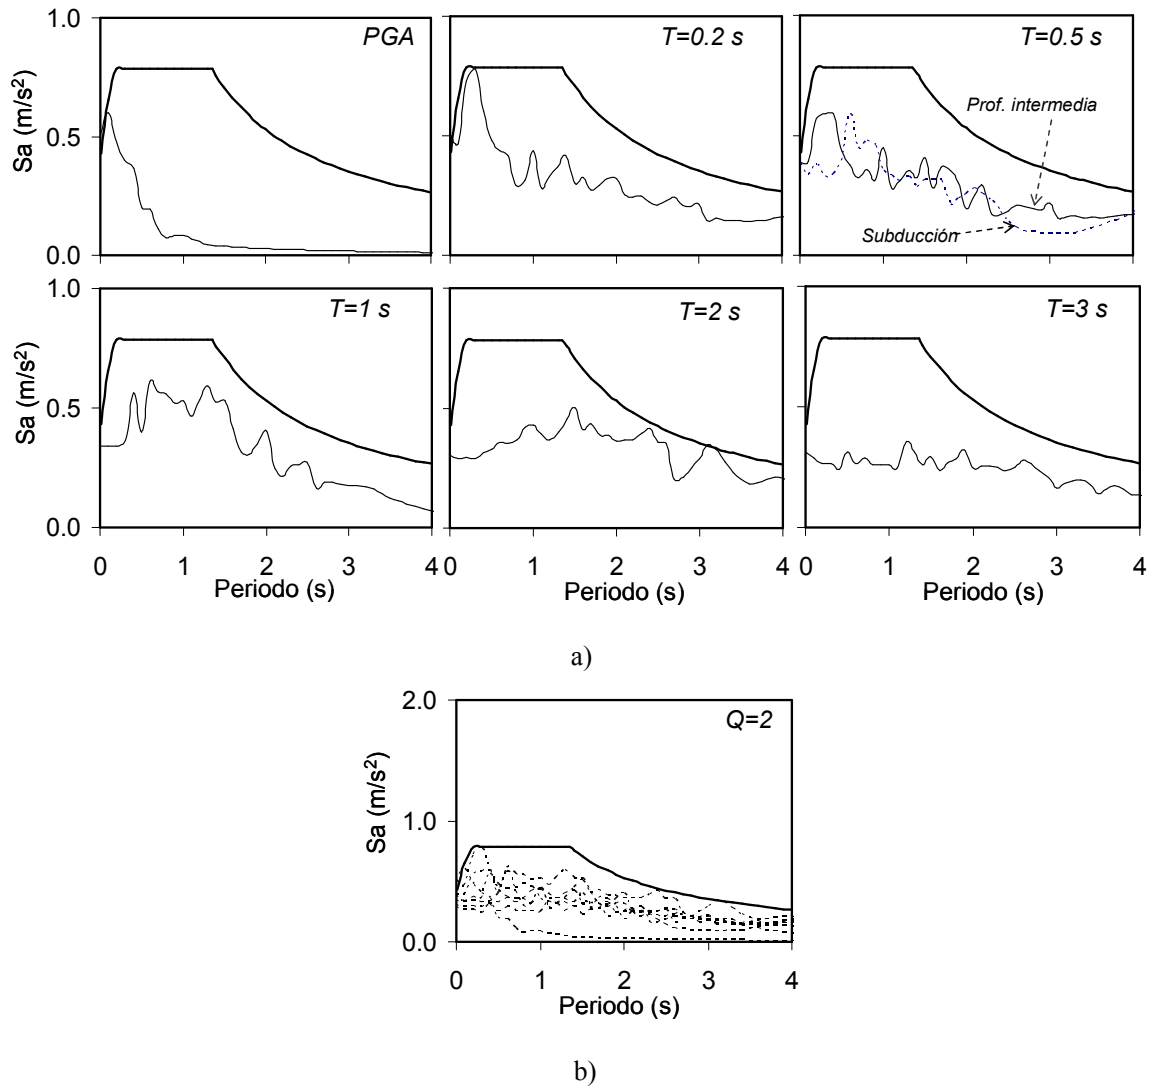 1.0
0.5
0.0
Sa (m/s²)
PGA
T=0.2 s
T=0.5 s
Prof. intermedia
Subducción
1.0
0.5
0.0
Sa (m/s²)
T=1 s
T=2 s
T=3 s
0 1 2 3 4
0 1 2 3 4
0 1 2 3 4
Periodo (s)
Periodo (s)
Periodo (s)
a)
2.0
1.0
0.0
Sa (m/s²)
Q=2
0 1 2 3 4
Periodo (s)
b)